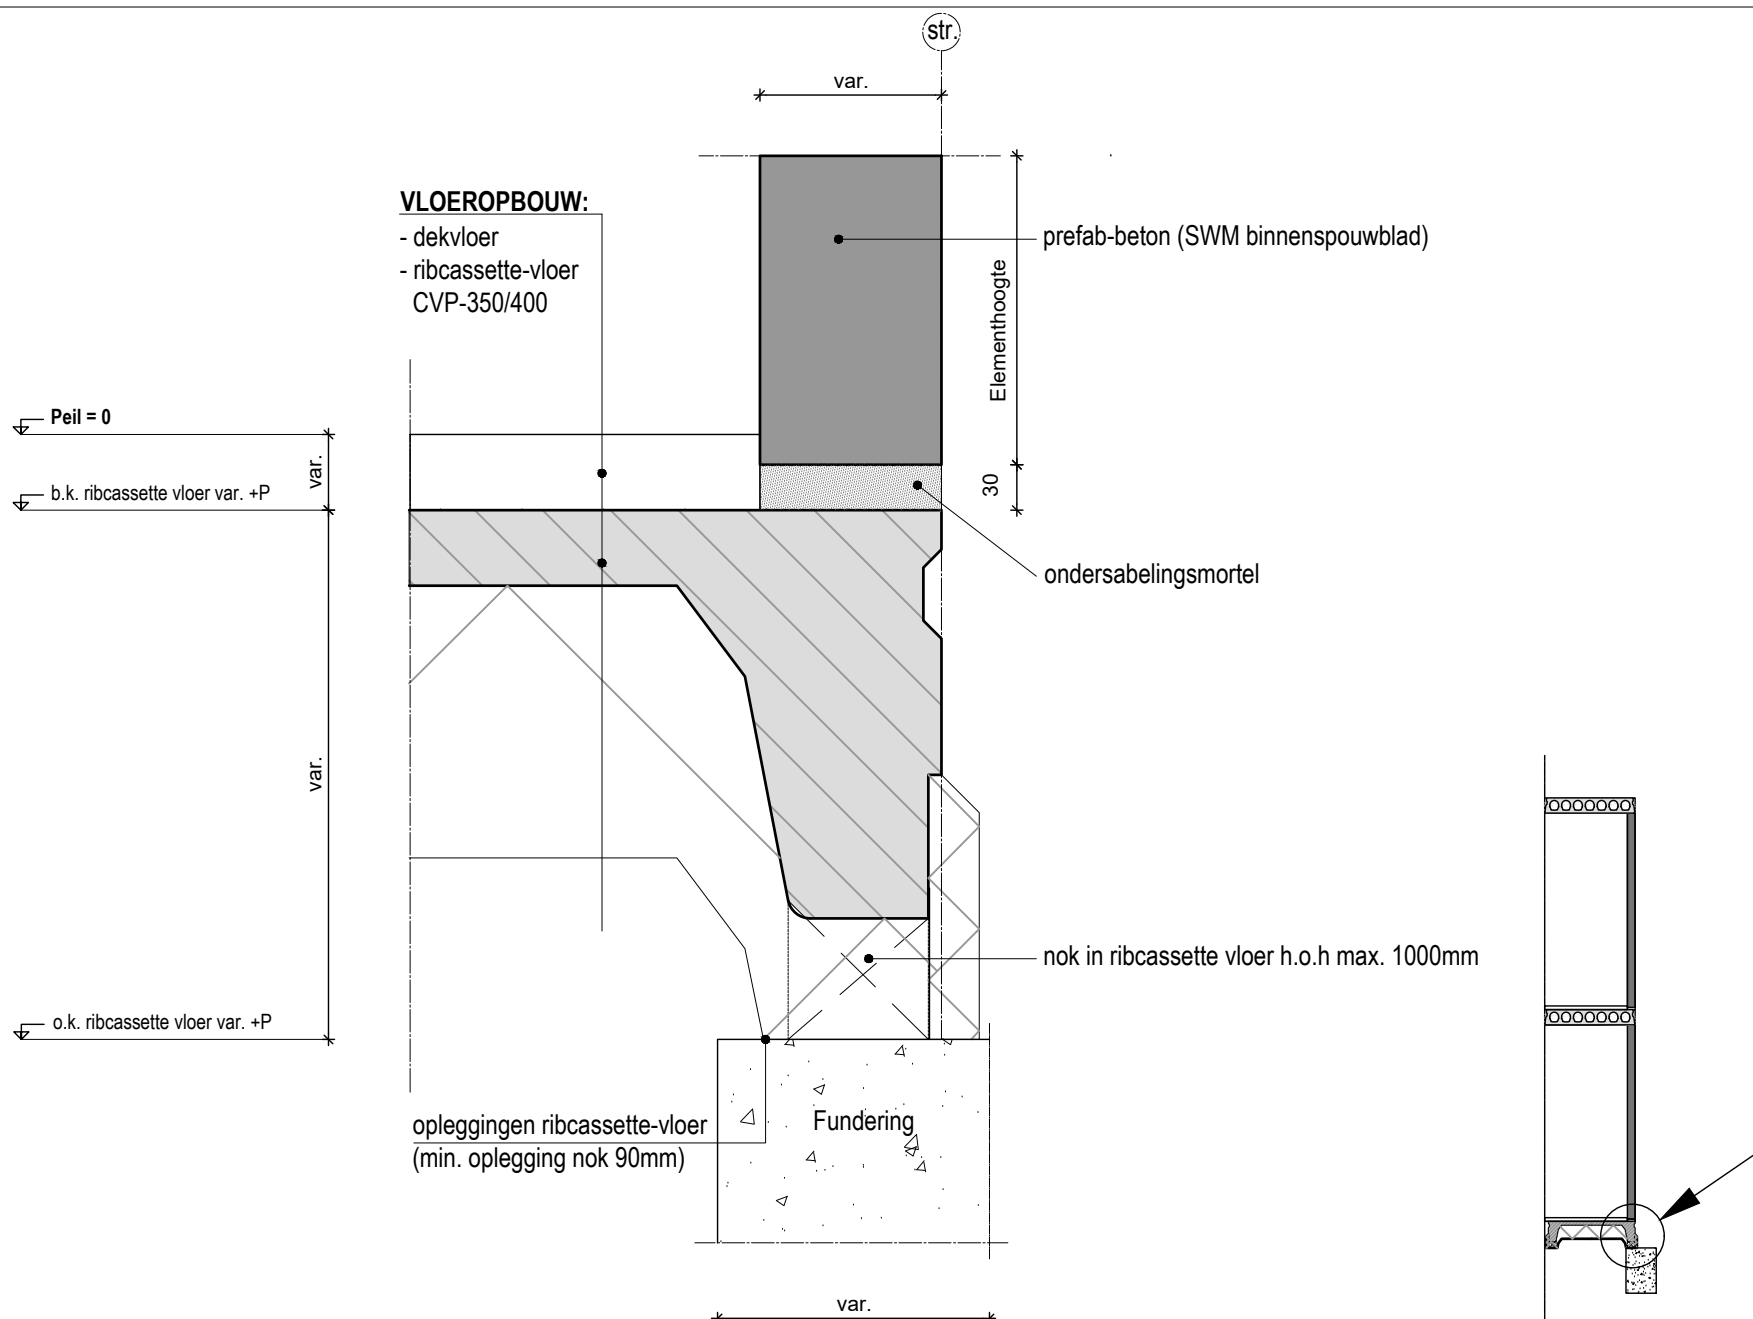 str.
var.
VLOEROPBOUW:
- dekvloer
- ribcassette-vloer
CVP-350/400
prefab-beton (SWM binnenspouwblad)
Elementhoogte
Peil = 0
var.
b.k. ribcassette vloer var. +P
30
ondersabelingsmortel
var.
nok in ribcassette vloer h.o.h max. 1000mm
o.k. ribcassette vloer var. +P
opleggingen ribcassette-vloer
(min. oplegging nok 90mm)
Fundering
var.